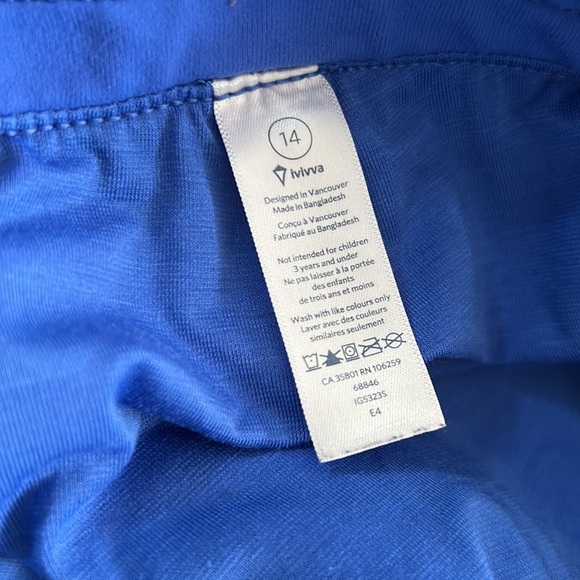 14
ivivva
Designed in Vancouver
Made in Bangladesh
Conçu à Vancouver
Fabriqué au Bangladesh
Not intended for children
3 years and under
Ne pas laisser à la portée
des enfants
de trois ans et moins
Wash with like colours only
Laver avec des couleurs
similaires seulement
CA 35801 RN 106259
68846
IG5323S
E4